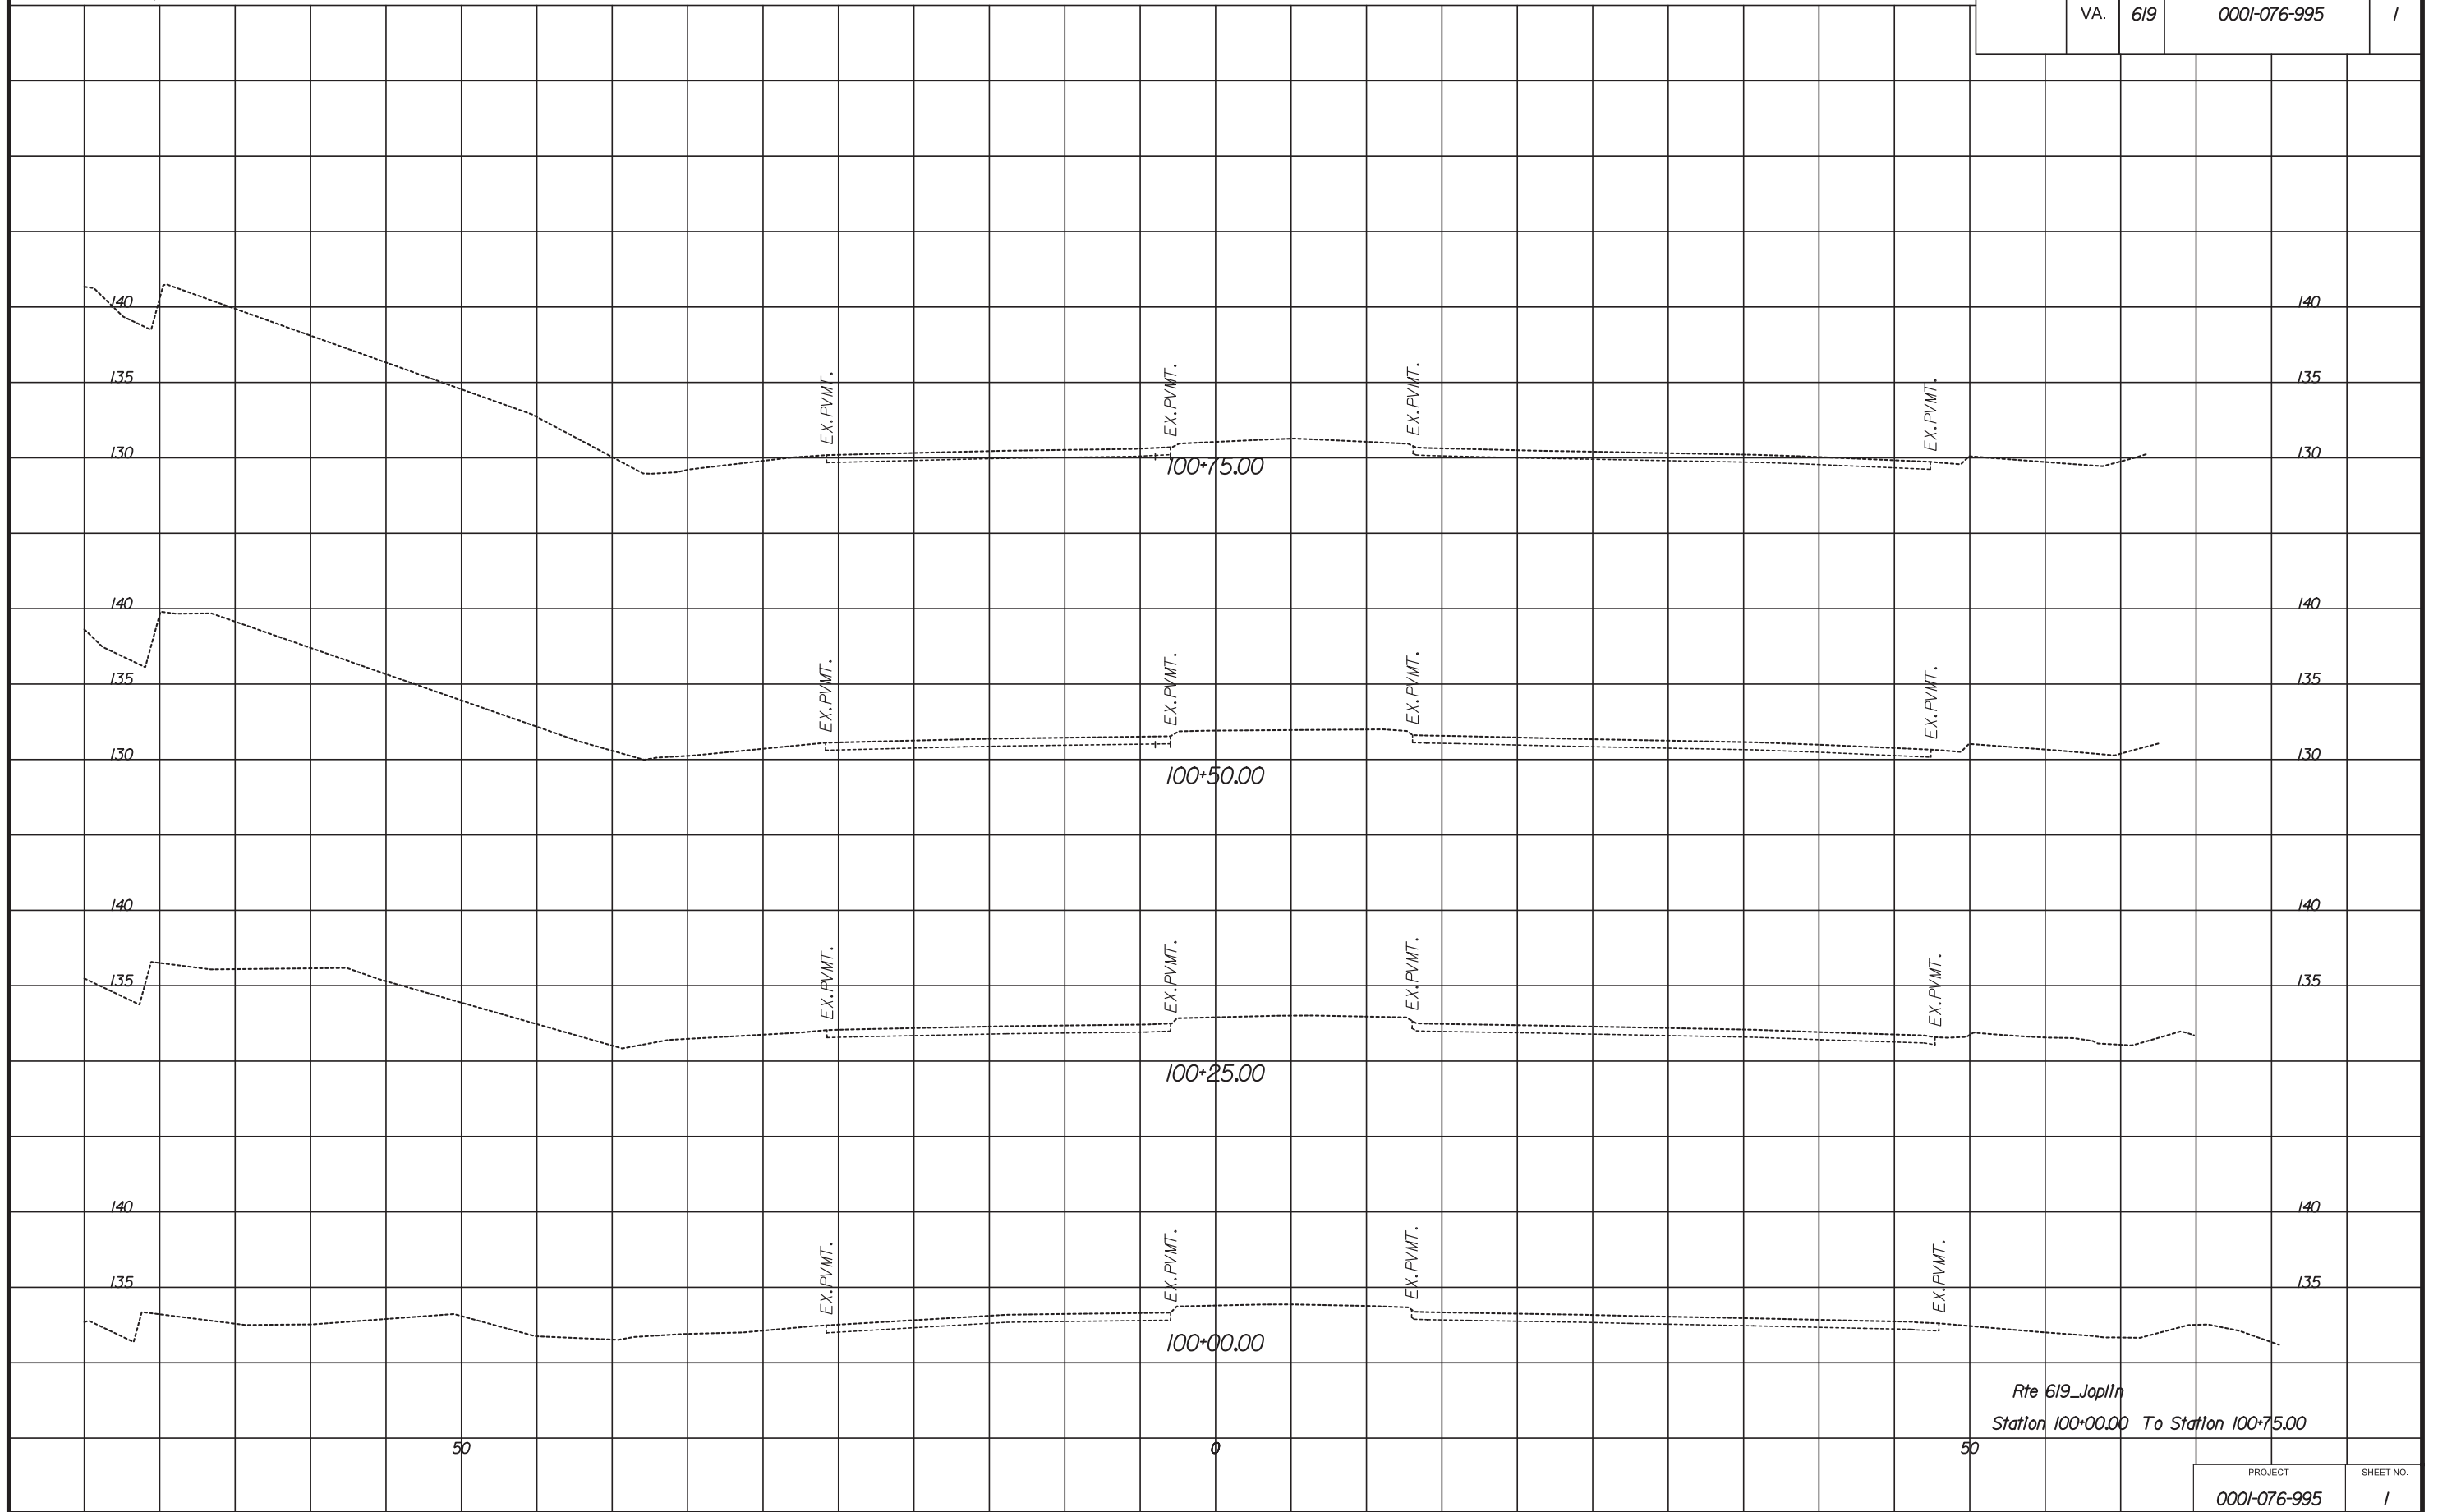 VA. 619 0001-076-995 1
140 140
135 135
EX.PVMT. EX.PVMT. EX.PVMT. EX.PVMT.
130 130
100+75.00
140 140
135 135
EX.PVMT. EX.PVMT. EX.PVMT. EX.PVMT.
130 130
100+50.00
140 140
135 135
EX.PVMT. EX.PVMT. EX.PVMT. EX.PVMT.
100+25.00
140 140
135 135
EX.PVMT. EX.PVMT. EX.PVMT. EX.PVMT.
100+00.00
Rte 619_Joplin
Station 100+00.00 To Station 100+75.00
50 0 50
PROJECT SHEET NO.
0001-076-995 1